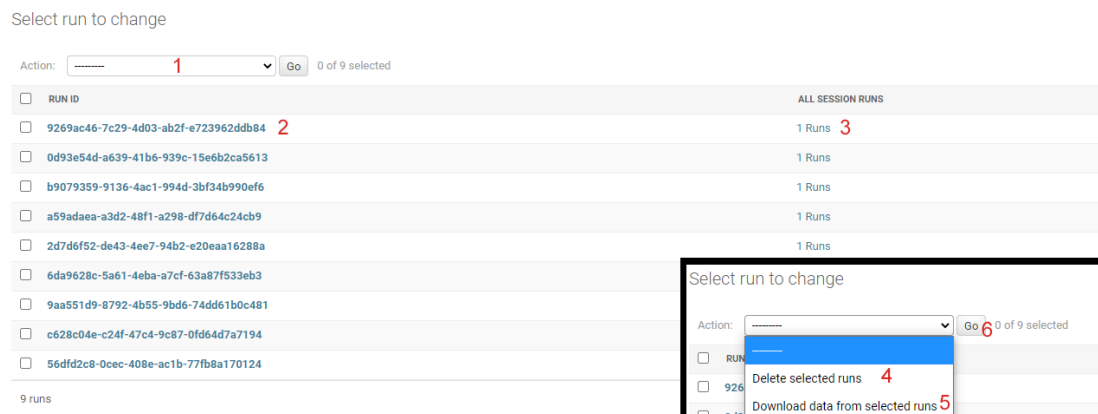 Select run to change
Action: --------- 1 Go 0 of 9 selected
RUN ID ALL SESSION RUNS
9269ac46-7c29-4d03-ab2f-e723962ddb84 2 1 Runs 3
0d93e54d-a639-41b6-939c-15e6b2ca5613 1 Runs
b9079359-9136-4ac1-994d-3bf34b990ef6 1 Runs
a59adaea-a3d2-48f1-a298-df7d64c24cb9 1 Runs
2d7d6f52-de43-4ee7-94b2-e20eaa16288a 1 Runs
6da9628c-5a61-4eba-a7cf-63a87f533eb3
9aa551d9-8792-4b55-9bd6-74dd61b0c481
c628c04e-c24f-47c4-9c87-0fd64d7a7194
56dfd2c8-0cec-408e-ac1b-77fb8a170124
9 runs
Select run to change
Action: --------- Go 6 0 of 9 selected
---------
RUN
Delete selected runs 4
926
Download data from selected runs 5